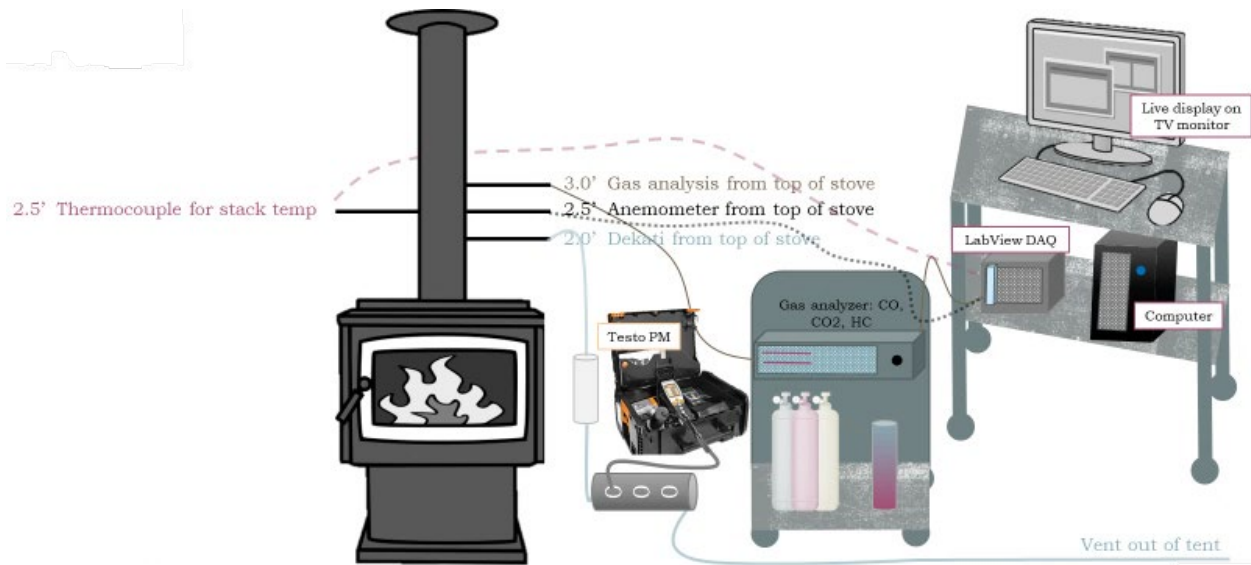 Live display on
TV monitor
3.0’ Gas analysis from top of stove
2.5’ Thermocouple for stack temp
2.5’ Anemometer from top of stove
2.0’ Dekati from top of stove
LabView DAQ
Gas analyzer: CO,
CO2, HC
Computer
Testo PM
Vent out of tent